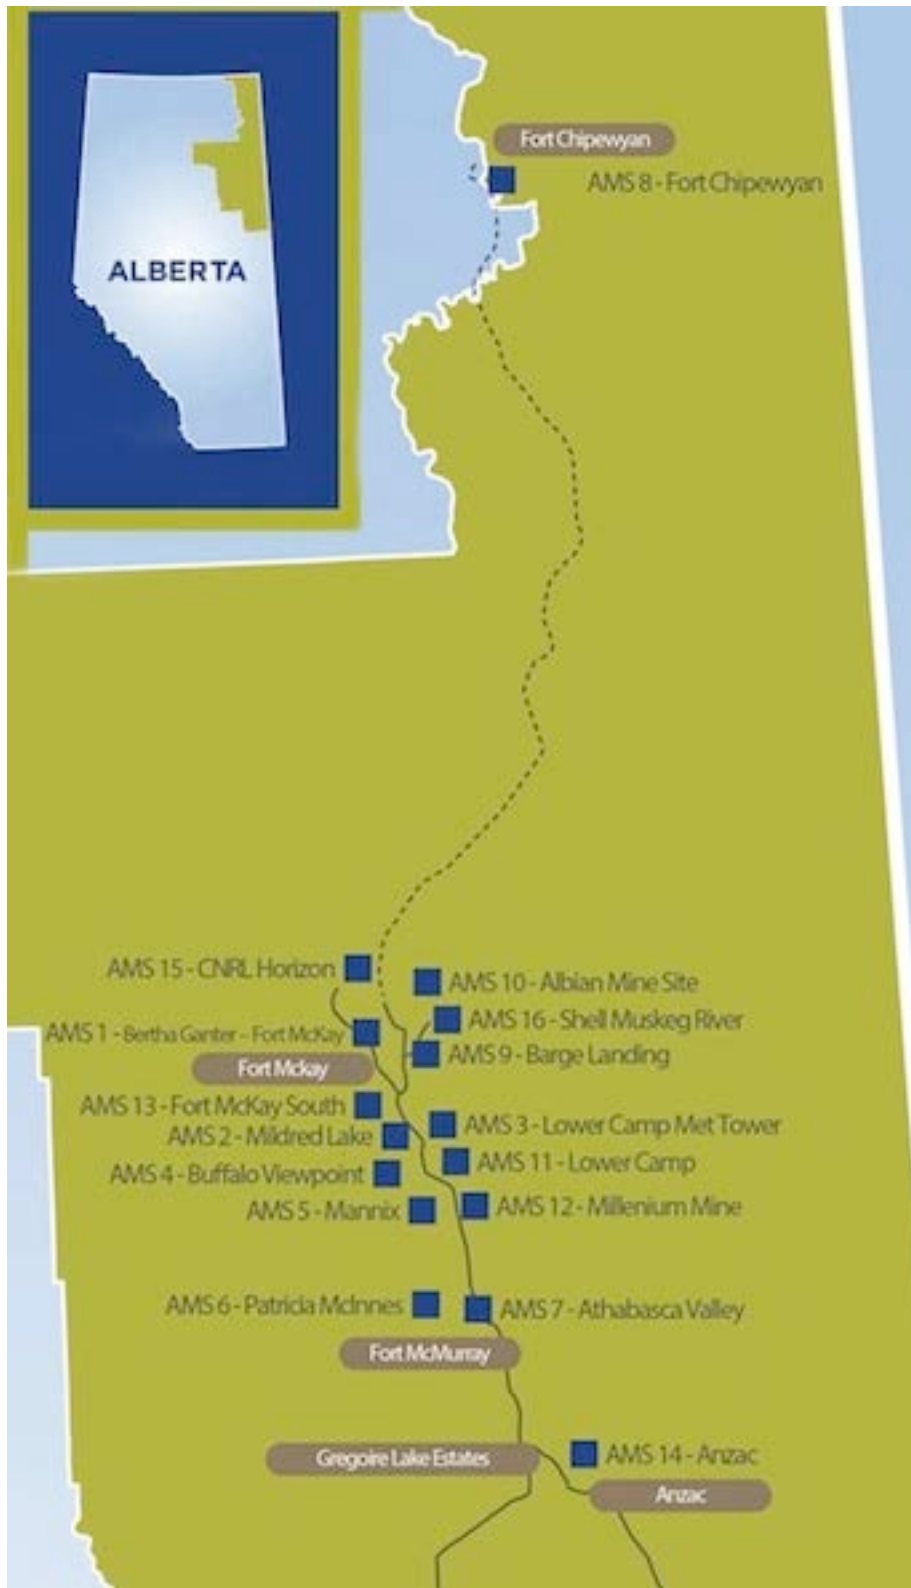 Fort Chipewyan
AMS 8 - Fort Chipewyan
ALBERTA
AMS 15 - CNRL Horizon
AMS 10 - Albian Mine Site
AMS 16 - Shell Muskeg River
AMS 1 - Bertha Ganter - Fort McKay
AMS 9 - Barge Landing
Fort Mckay
AMS 13 - Fort McKay South
AMS 3 - Lower Camp Met Tower
AMS 2 - Mildred Lake
AMS 11 - Lower Camp
AMS 4 - Buffalo Viewpoint
AMS 5 - Mannix
AMS 12 - Millenium Mine
AMS 6 - Patricia McInnes
AMS 7 - Athabasca Valley
Fort McMurray
Gregoire Lake Estates
AMS 14 - Anzac
Anzac